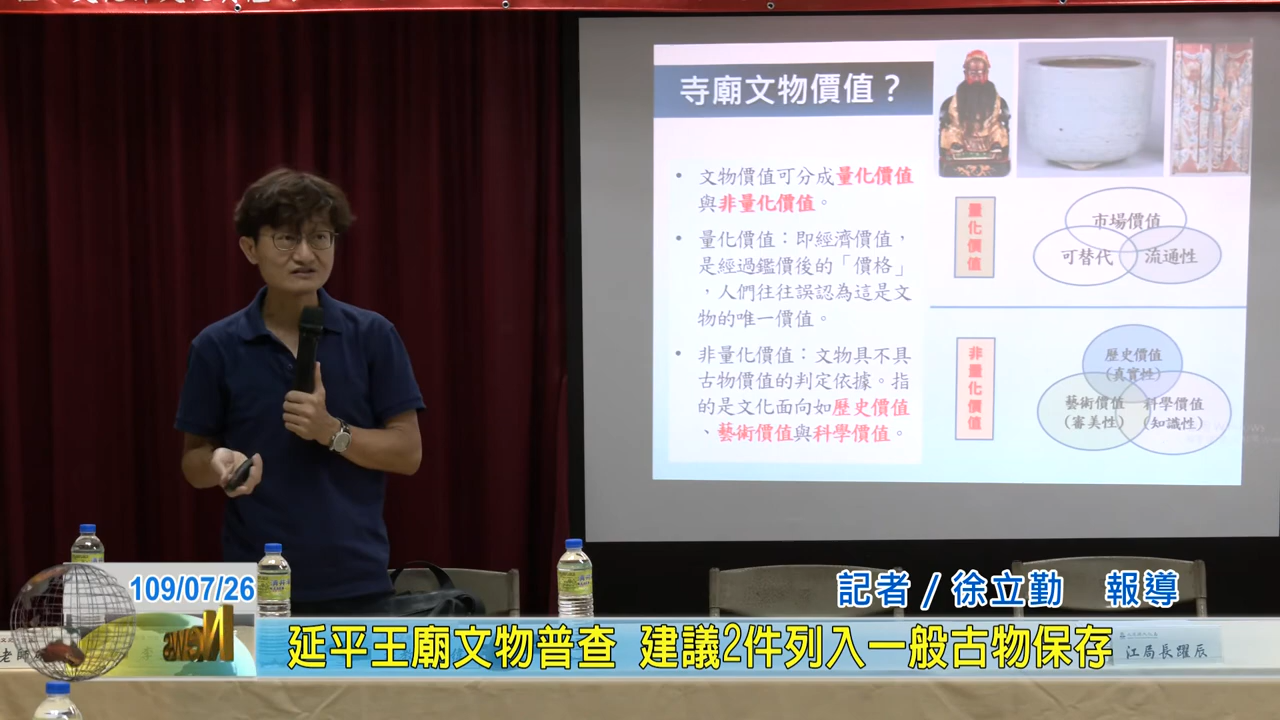 寺廟文物價值？
• 文物價值可分成量化價值
與非量化價值。
• 量化價值：即經濟價值，
是經過鑑價後的「價格」
，人們往往誤認為這是文
物的唯一價值。
• 非量化價值：文物具不具
古物價值的判定依據。指
的是文化面向如歷史價值
、藝術價值與科學價值。
量化價值
市場價值
可替代
流通性
非量化價值
歷史價值
(真實性)
藝術價值
(審美性)
科學價值
(知識性)
109/07/26
News
記者／徐立勤 報導
延平王廟文物普查 建議2件列入一般古物保存
江局長躍辰
老師